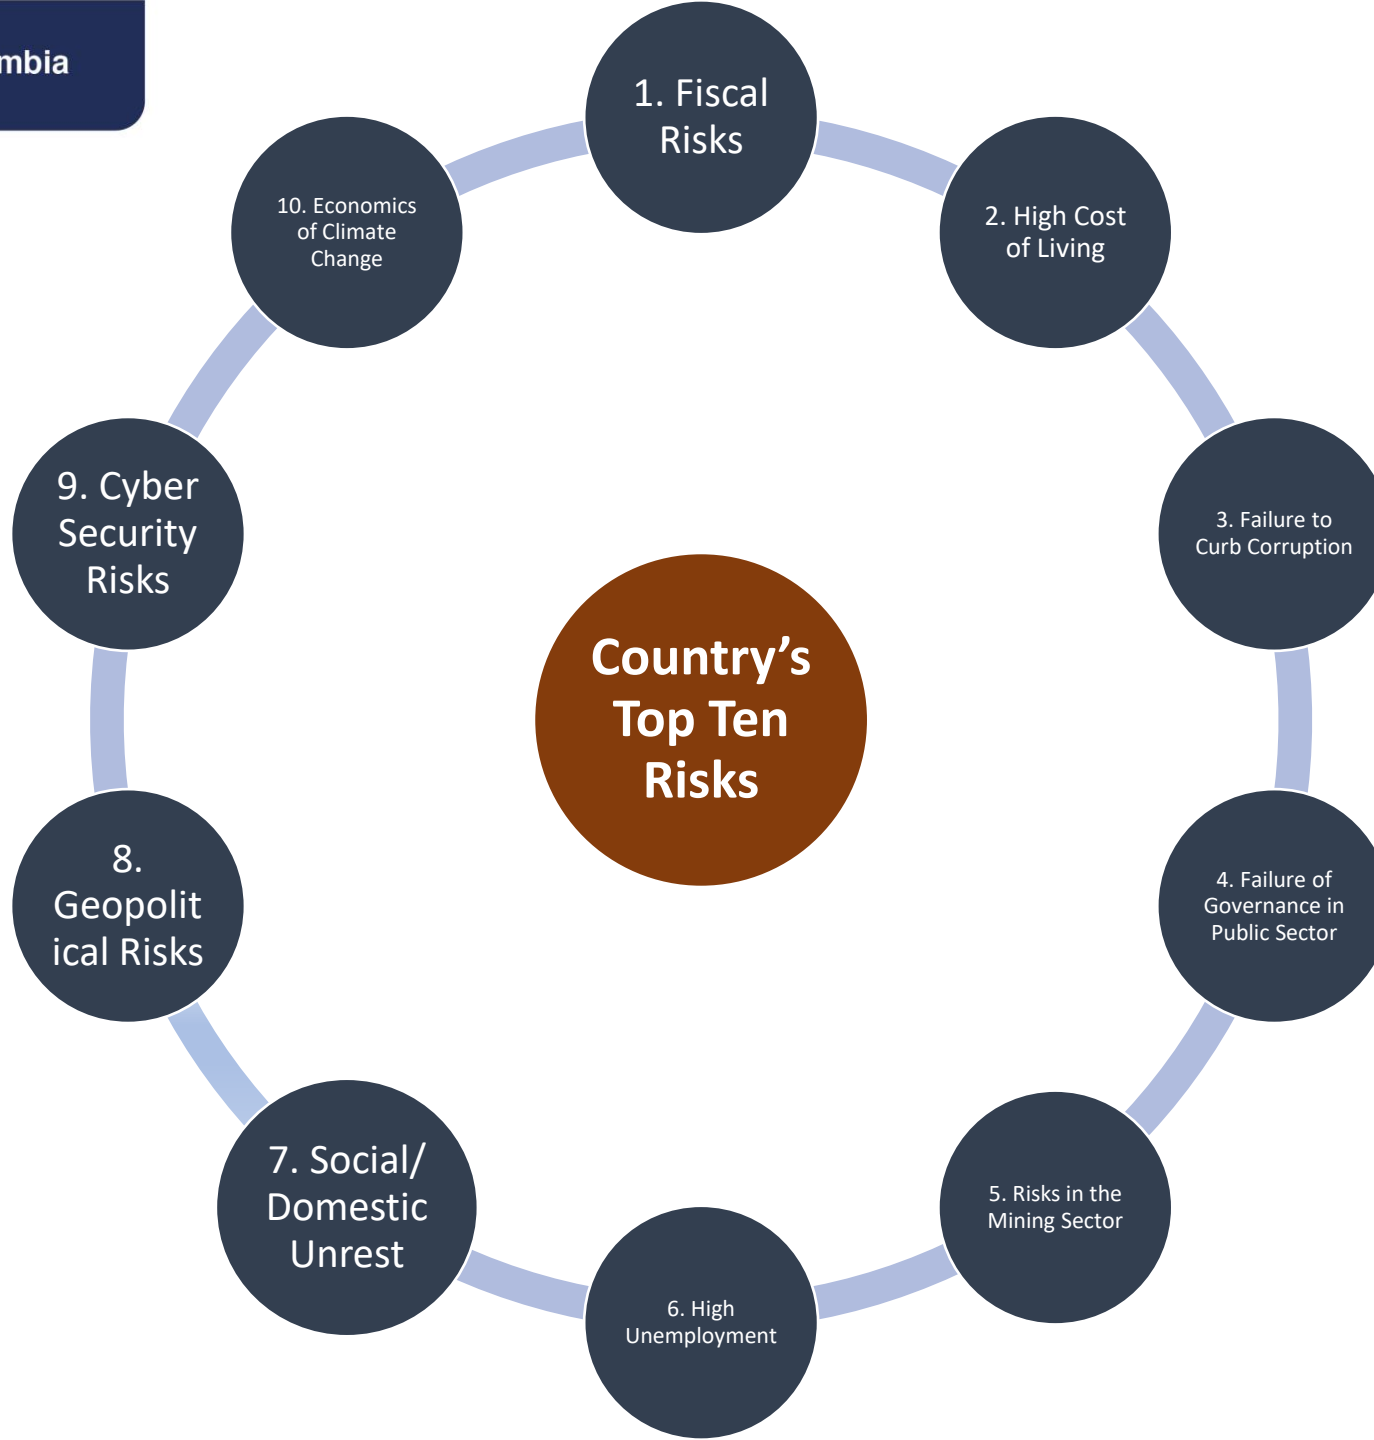 mbia
1. Fiscal
Risks
2. High Cost
of Living
3. Failure to
Curb Corruption
4. Failure of
Governance in
Public Sector
5. Risks in the
Mining Sector
6. High
Unemployment
7. Social/
Domestic
Unrest
8.
Geopolit
ical Risks
9. Cyber
Security
Risks
10. Economics
of Climate
Change
Country’s
Top Ten
Risks